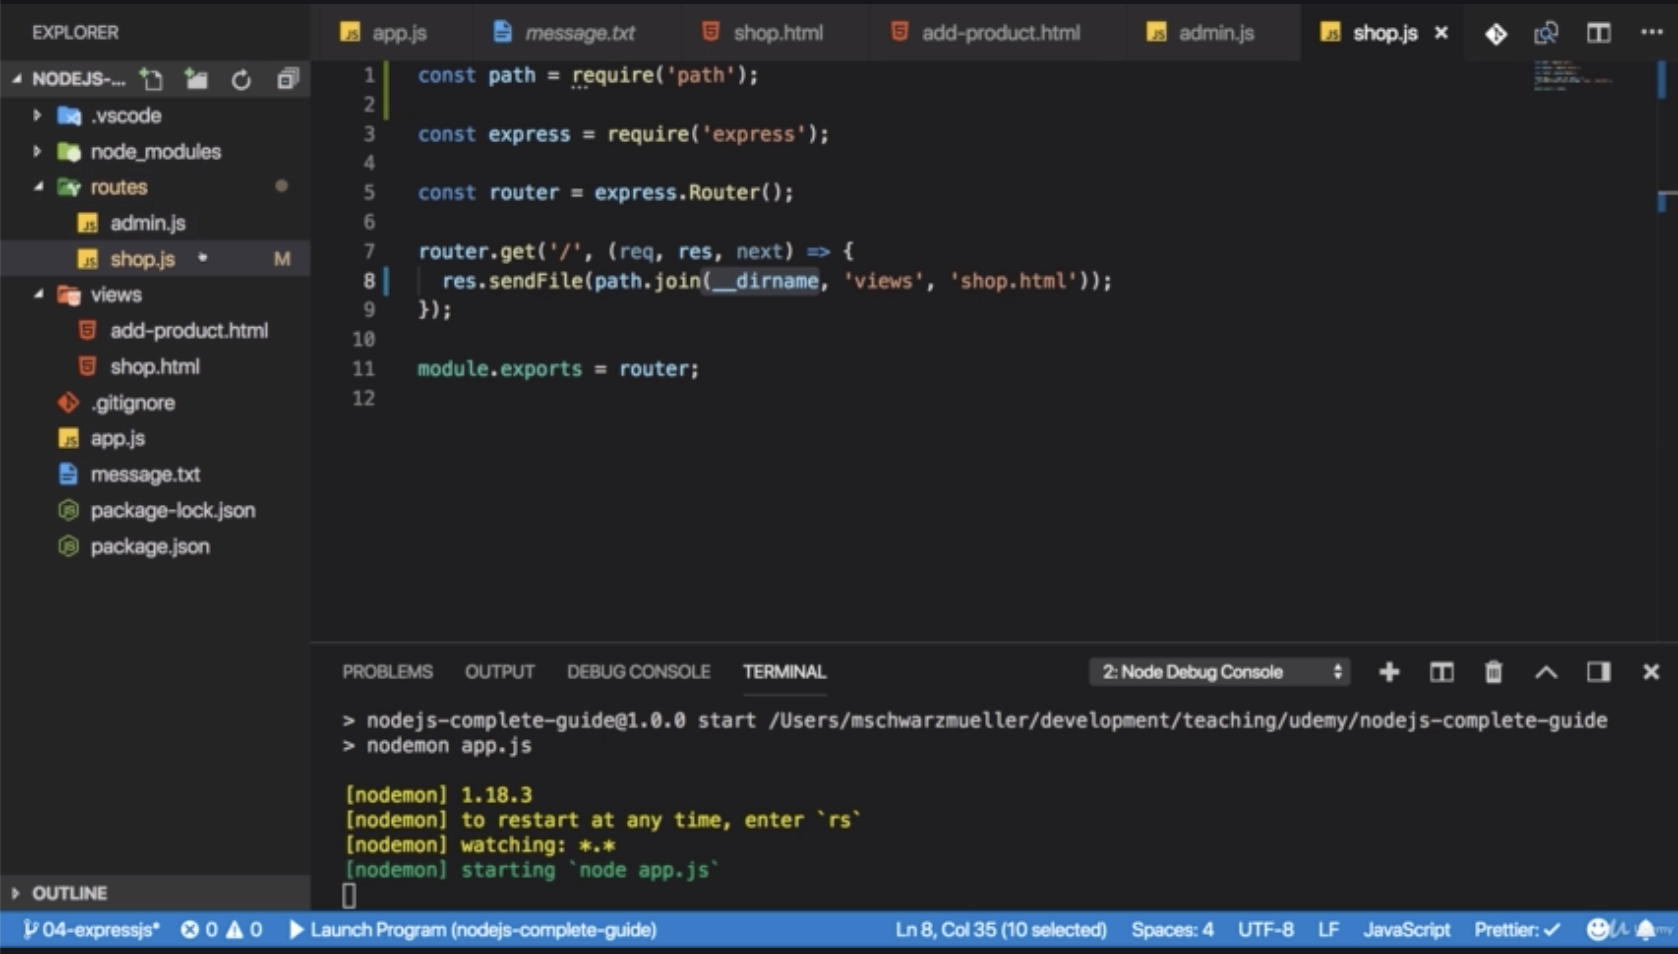 EXPLORER
app.js
message.txt
shop.html
add-product.html
admin.js
shop.js
NODEJS-...
.vscode
node_modules
routes
admin.js
shop.js
M
views
add-product.html
shop.html
.gitignore
app.js
message.txt
package-lock.json
package.json
OUTLINE
1 const path = require('path');
2
3 const express = require('express');
4
5 const router = express.Router();
6
7 router.get('/', (req, res, next) => {
8 res.sendFile(path.join(__dirname, 'views', 'shop.html'));
9 });
10
11 module.exports = router;
12
PROBLEMS OUTPUT DEBUG CONSOLE TERMINAL
2: Node Debug Console
> nodejs-complete-guide@1.0.0 start /Users/mschwarzmueller/development/teaching/udemy/nodejs-complete-guide
> nodemon app.js
[nodemon] 1.18.3
[nodemon] to restart at any time, enter `rs`
[nodemon] watching: *.*
[nodemon] starting `node app.js`
04-expressjs* 0 0 Launch Program (nodejs-complete-guide) Ln 8, Col 35 (10 selected) Spaces: 4 UTF-8 LF JavaScript Prettier: ✓